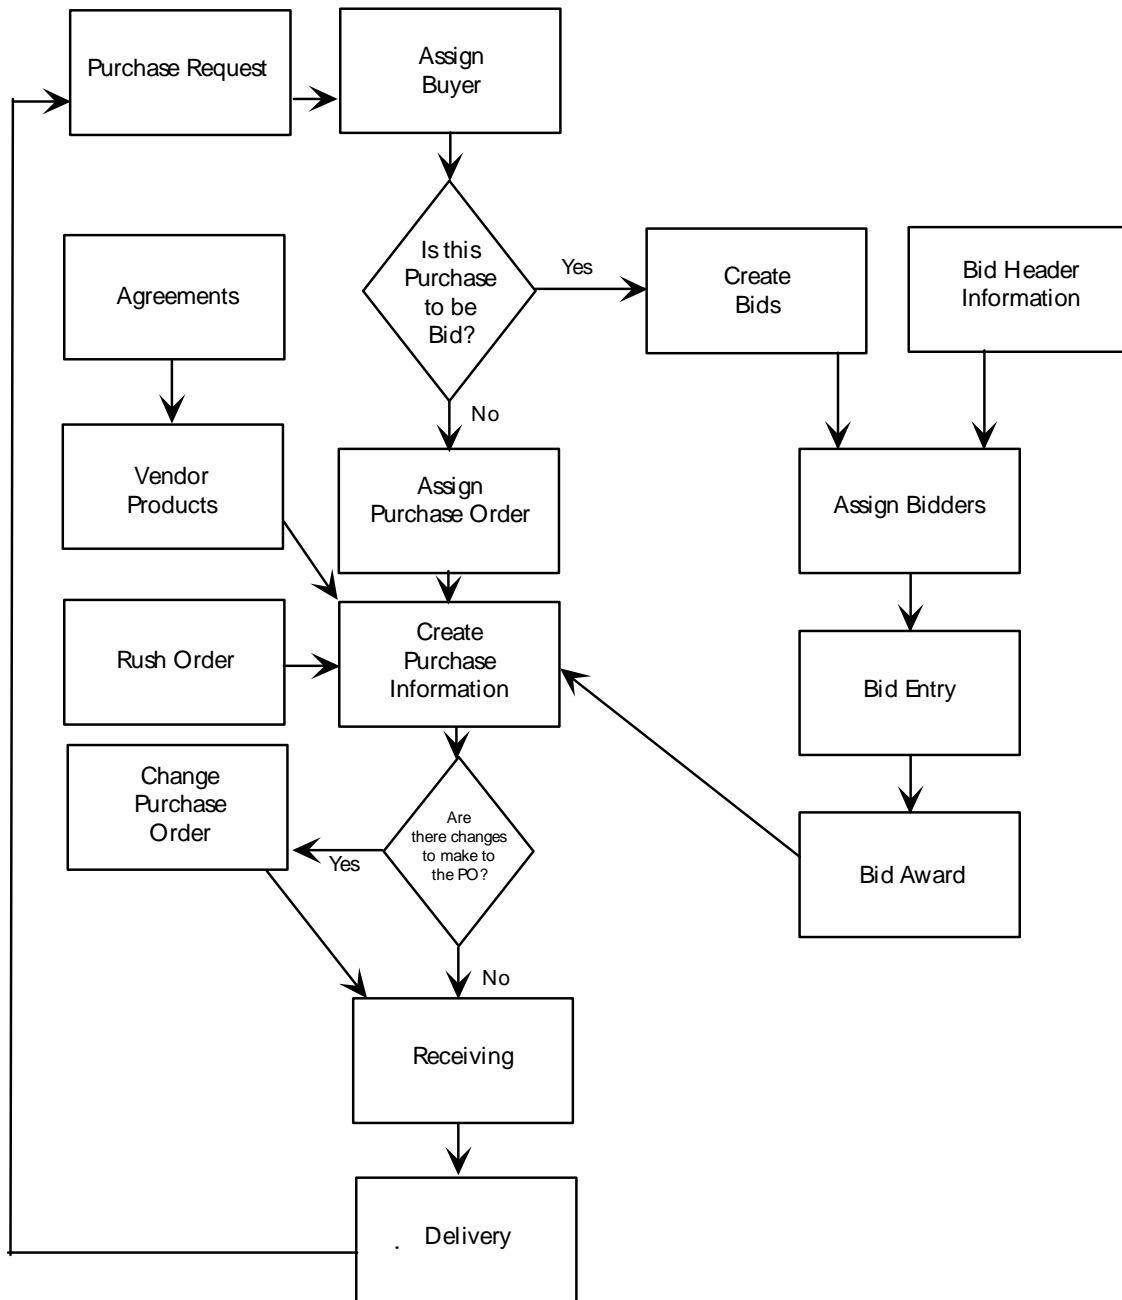 Purchase Request
Assign
Buyer
Is this
Purchase
to be
Bid?
Yes
Create
Bids
Bid Header
Information
Agreements
No
Vendor
Products
Assign
Purchase Order
Assign Bidders
Rush Order
Create
Purchase
Information
Bid Entry
Change
Purchase
Order
Are
there changes
to make to
the PO?
Yes
Bid Award
No
Receiving
. Delivery